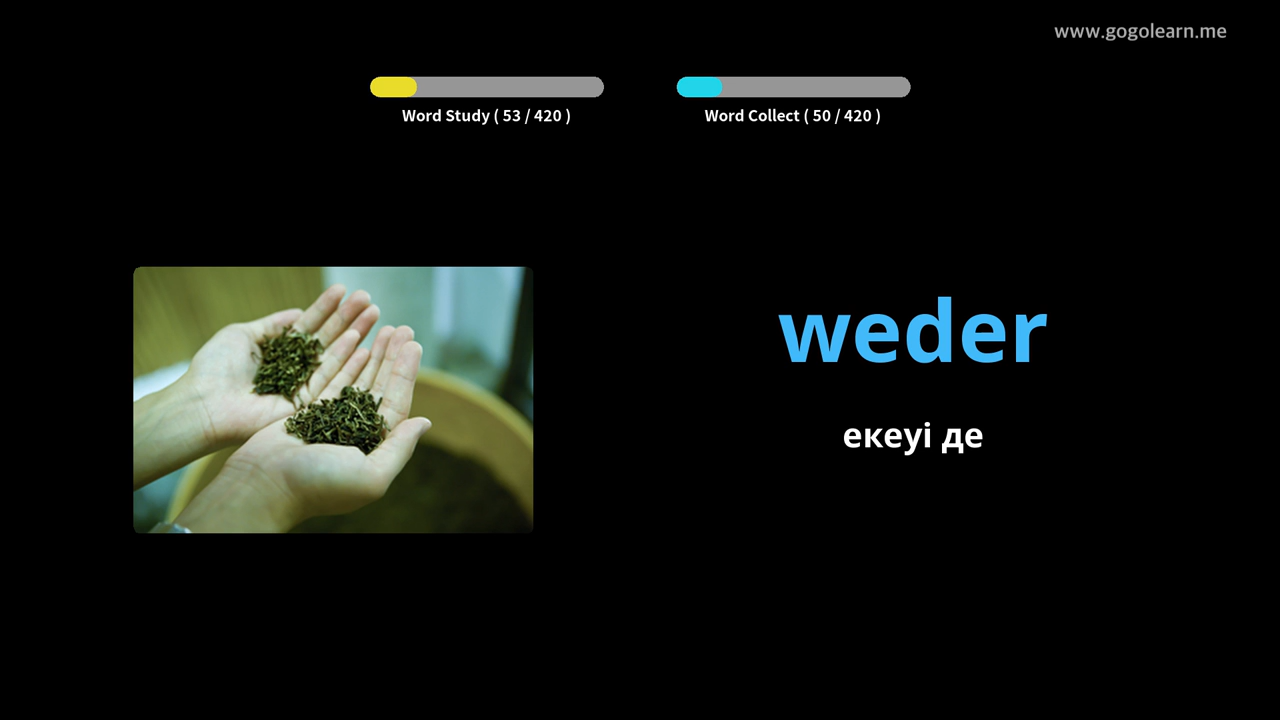 www.gogolearn.me
Word Study ( 53 / 420 )
Word Collect ( 50 / 420 )
weder
екеуі де